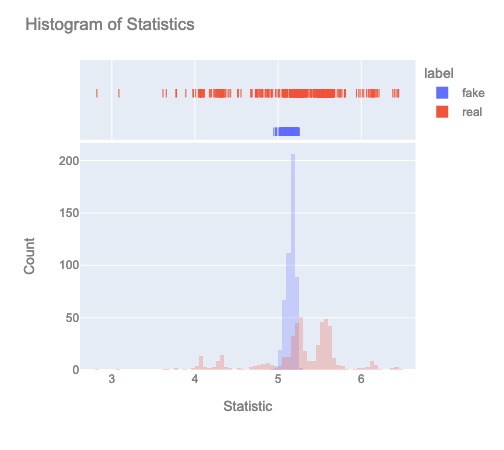 Histogram of Statistics
label
fake
real
200
150
100
50
0
Count
3 4 5 6
Statistic